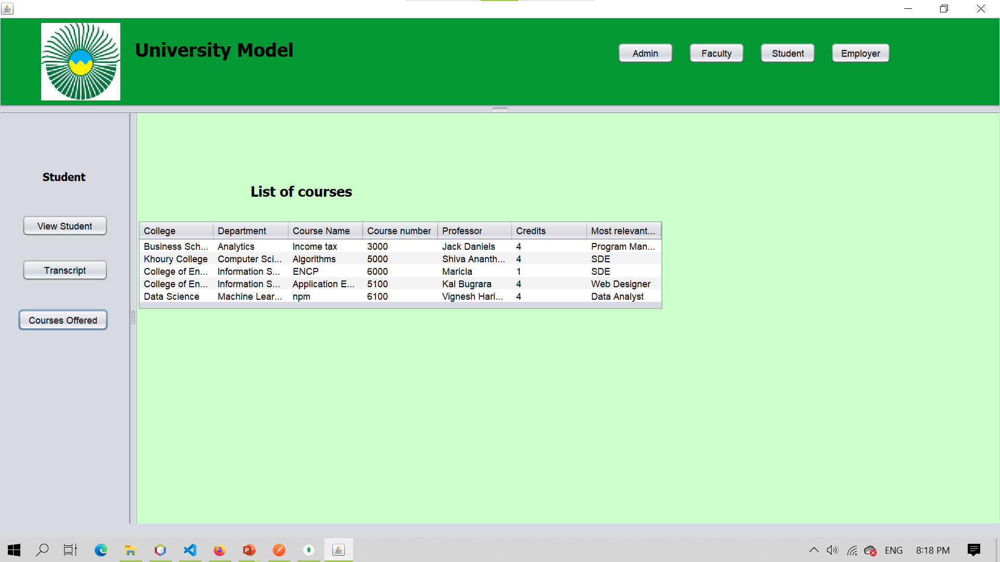 University Model
Admin Faculty Student Employer
Student
List of courses
View Student
Transcript
Courses Offered
College Department Course Name Course number Professor Credits Most relevant...
Business Sch... Analytics Income tax 3000 Jack Daniels 4 Program Man...
Khoury College Computer Sci... Algorithms 5000 Shiva Ananth... 4 SDE
College of En... Information S... ENCP 6000 Maricla 1 SDE
College of En... Information S... Application E... 5100 Kal Bugrara 4 Web Designer
Data Science Machine Lear... npm 6100 Vignesh Hari... 4 Data Analyst
ENG 8:18 PM